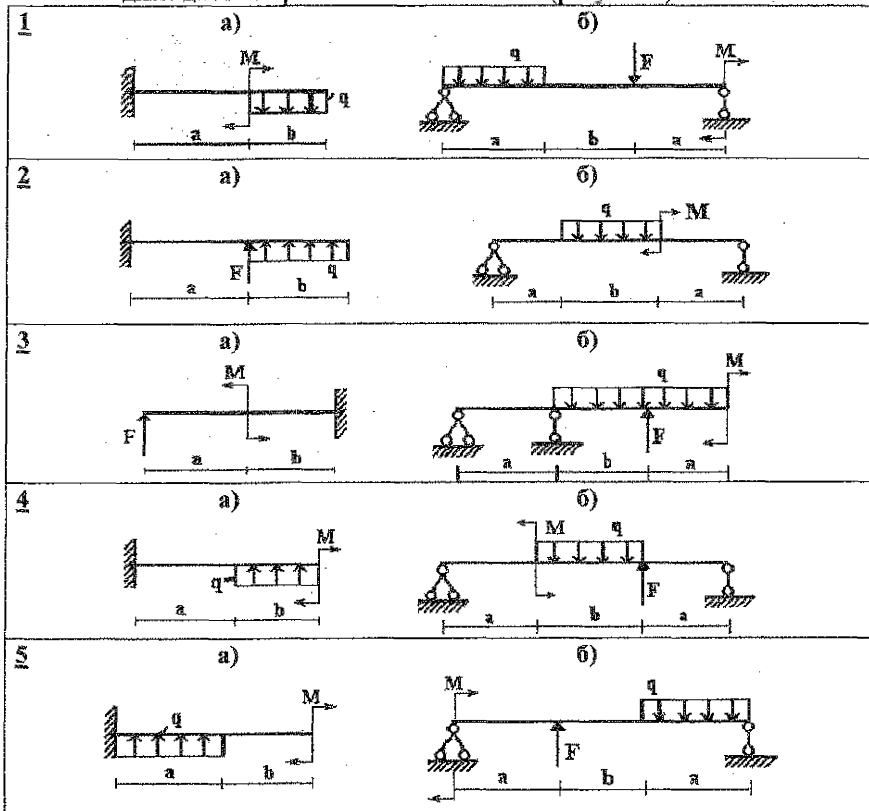 1 а) б)
M q q F M
a b a b a
2 а) б)
F q q M
a b a b a
3 а) б)
M F q F M
a b a b a
4 а) б)
q M M q F
a b a b a
5 а) б)
q M M F q
a b a b a